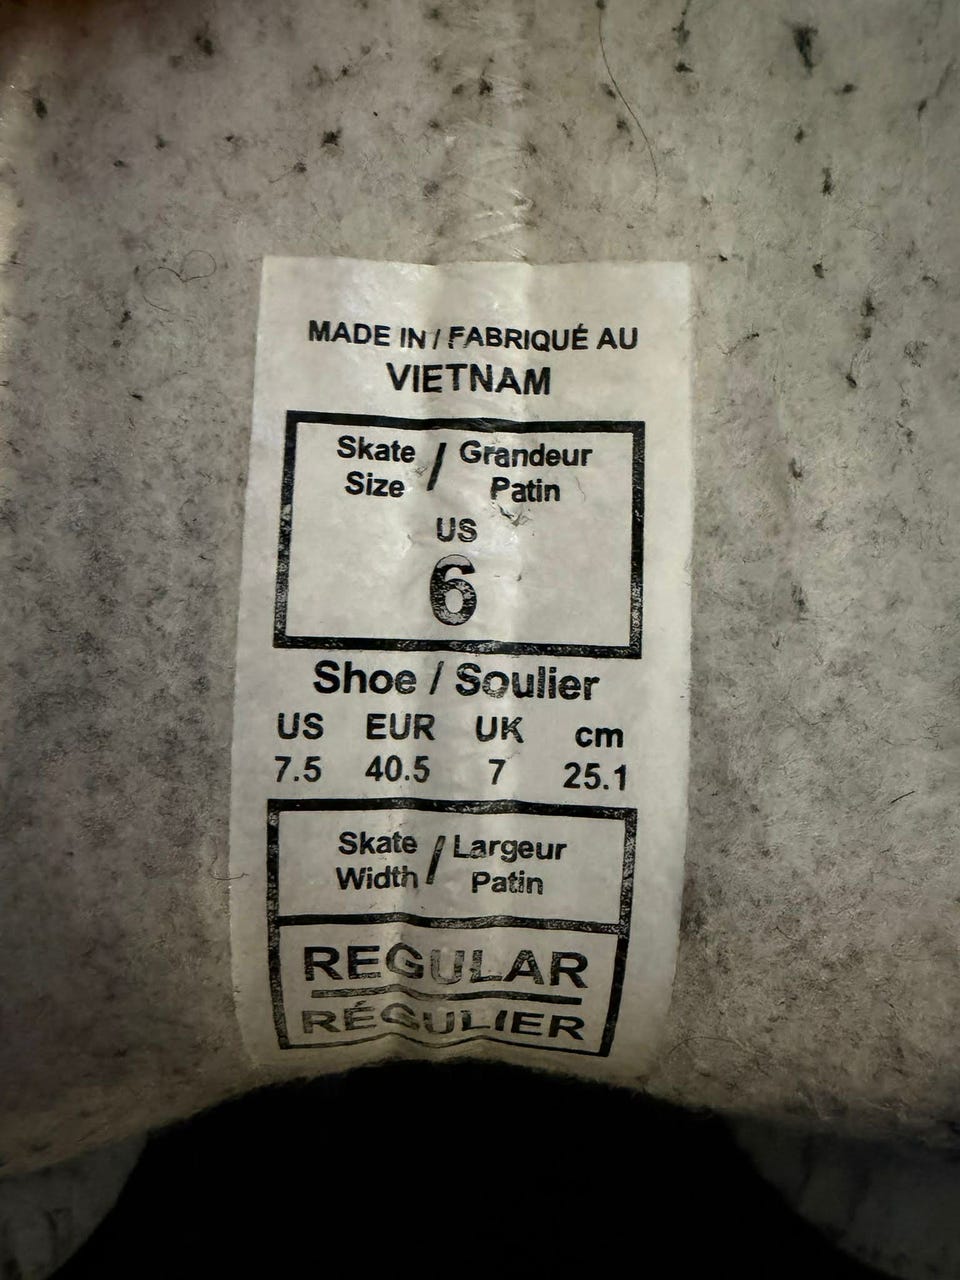 MADE IN / FABRIQUÉ AU
VIETNAM
Skate / Grandeur
Size Patin
US
6
Shoe / Soulier
US EUR UK cm
7.5 40.5 7 25.1
Skate / Largeur
Width Patin
REGULAR
RÉGULIER